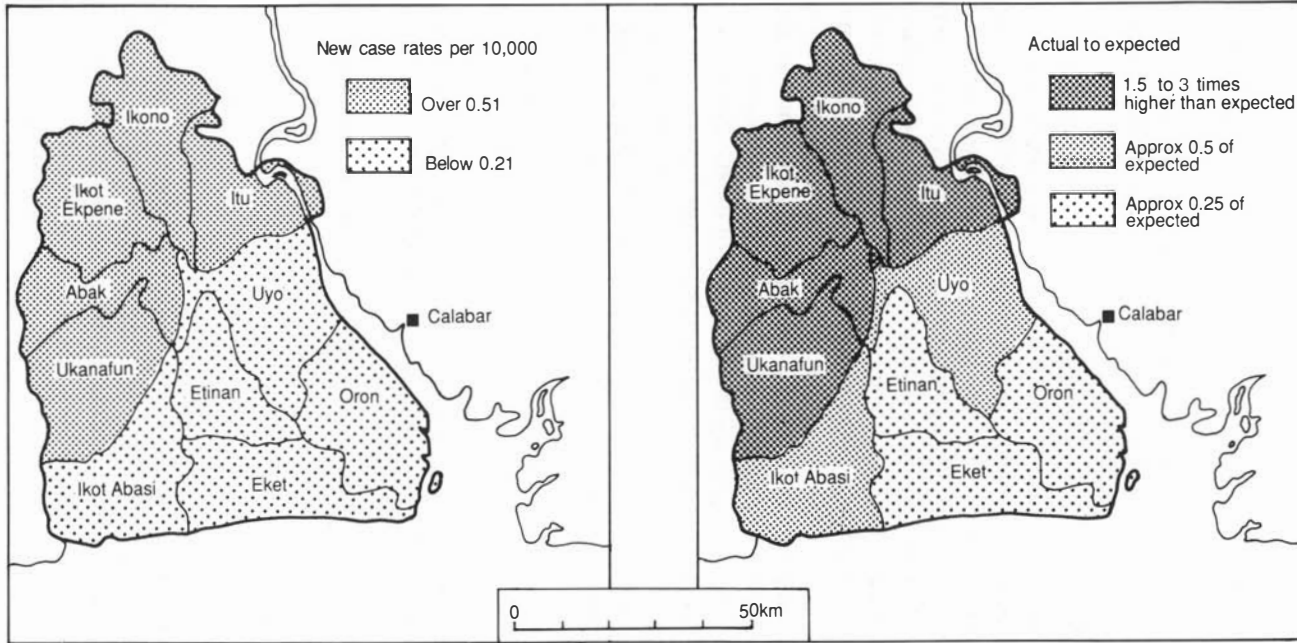 New case rates per 10,000
Over 0.51
Below 0.21
Ikono
Ikot
Ekpene
Itu
Abak
Uyo
Calabar
Ukanafun
Etinan
Oron
Ikot Abasi
Eket
Actual to expected
1.5 to 3 times
higher than expected
Approx 0.5 of
expected
Approx 0.25 of
expected
Ikono
Ikot
Ekpene
Itu
Abak
Uyo
Calabar
Ukanafun
Etinan
Oron
Ikot Abasi
Eket
0
50km